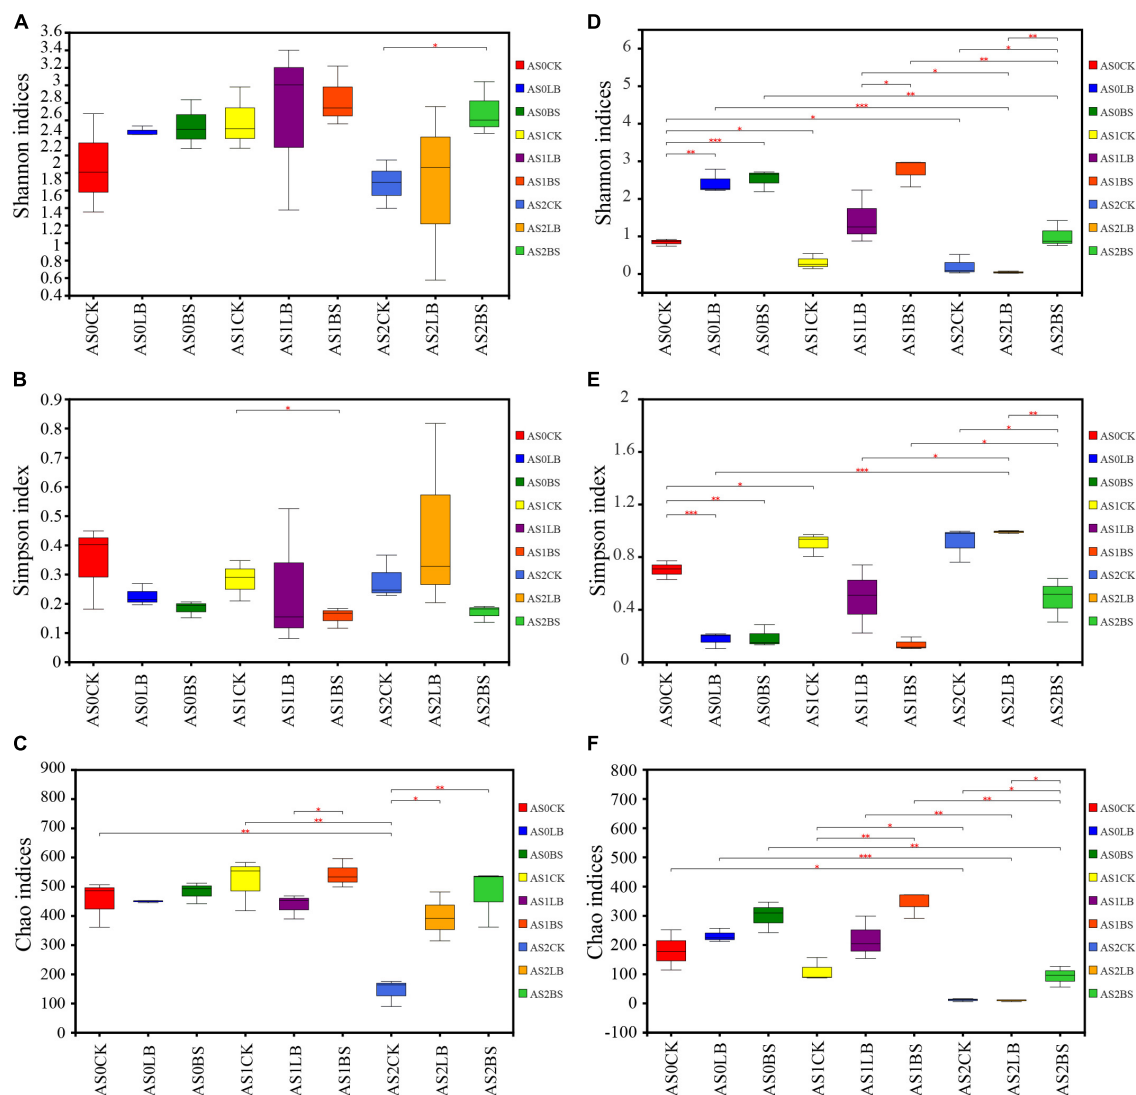 A
Shannon indices
3.6
3.4
3.2
3
2.8
2.6
2.4
2.2
2
1.8
1.6
1.4
1.2
1
0.8
0.6
0.4
*
AS0CK
AS0LB
AS0BS
AS1CK
AS1LB
AS1BS
AS2CK
AS2LB
AS2BS
AS0CK
AS0LB
AS0BS
AS1CK
AS1LB
AS1BS
AS2CK
AS2LB
AS2BS
D
Shannon indices
6
5
4
3
2
1
0
**
*
**
*
*
**
***
*
*
***
**
AS0CK
AS0LB
AS0BS
AS1CK
AS1LB
AS1BS
AS2CK
AS2LB
AS2BS
AS0CK
AS0LB
AS0BS
AS1CK
AS1LB
AS1BS
AS2CK
AS2LB
AS2BS
B
Simpson index
0.9
0.8
0.7
0.6
0.5
0.4
0.3
0.2
0.1
0
*
AS0CK
AS0LB
AS0BS
AS1CK
AS1LB
AS1BS
AS2CK
AS2LB
AS2BS
AS0CK
AS0LB
AS0BS
AS1CK
AS1LB
AS1BS
AS2CK
AS2LB
AS2BS
E
Simpson index
2
1.6
1.2
0.8
0.4
0
**
*
*
*
***
*
**
***
AS0CK
AS0LB
AS0BS
AS1CK
AS1LB
AS1BS
AS2CK
AS2LB
AS2BS
AS0CK
AS0LB
AS0BS
AS1CK
AS1LB
AS1BS
AS2CK
AS2LB
AS2BS
C
Chao indices
900
800
700
600
500
400
300
200
100
0
**
*
*
**
**
AS0CK
AS0LB
AS0BS
AS1CK
AS1LB
AS1BS
AS2CK
AS2LB
AS2BS
AS0CK
AS0LB
AS0BS
AS1CK
AS1LB
AS1BS
AS2CK
AS2LB
AS2BS
F
Chao indices
800
700
600
500
400
300
200
100
0
-100
*
*
**
**
*
**
**
***
*
AS0CK
AS0LB
AS0BS
AS1CK
AS1LB
AS1BS
AS2CK
AS2LB
AS2BS
AS0CK
AS0LB
AS0BS
AS1CK
AS1LB
AS1BS
AS2CK
AS2LB
AS2BS